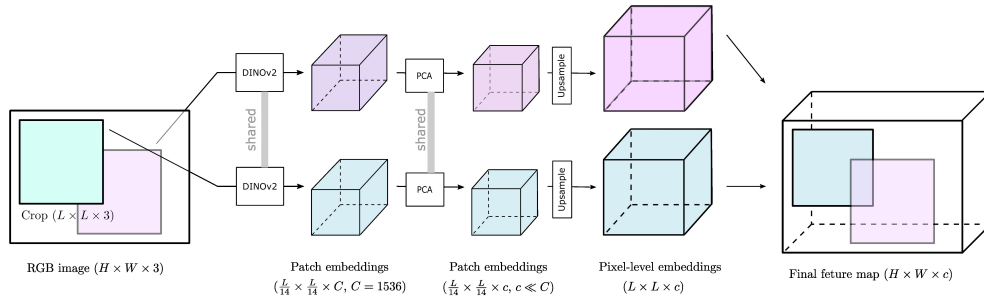 DINOv2
PCA
Upsample
shared
shared
DINOv2
PCA
Upsample
Crop (L × L × 3)
RGB image (H × W × 3)
Patch embeddings
(L/14 × L/14 × C, C = 1536)
Patch embeddings
(L/14 × L/14 × c, c ≪ C)
Pixel-level embeddings
(L × L × c)
Final feture map (H × W × c)